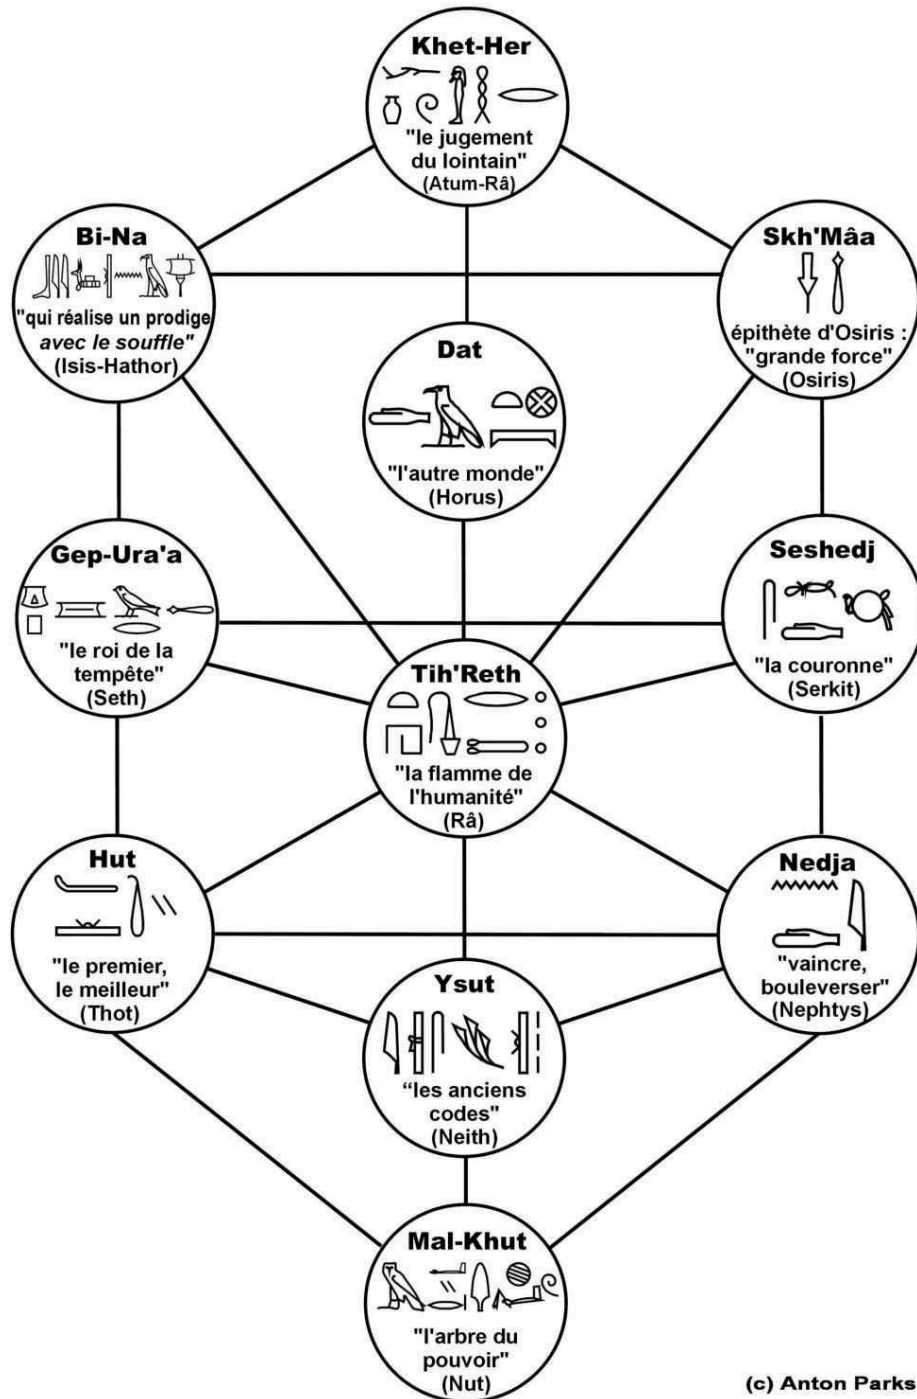 Khet-Her
"le jugement
du lointain"
(Atum-Râ)
Bi-Na
"qui réalise un prodige
avec le souffle"
(Isis-Hathor)
Skh'Mâa
épithète d'Osiris :
"grande force"
(Osiris)
Dat
"l'autre monde"
(Horus)
Gep-Ura'a
"le roi de la
tempête"
(Seth)
Seshedj
"la couronne"
(Serkit)
Tih'Reth
"la flamme de
l'humanité"
(Râ)
Hut
"le premier,
le meilleur"
(Thot)
Nedja
"vaincre,
bouleverser"
(Nephtys)
Ysut
“les anciens
codes"
(Neith)
Mal-Khut
"l'arbre du
pouvoir"
(Nut)
(c) Anton Parks